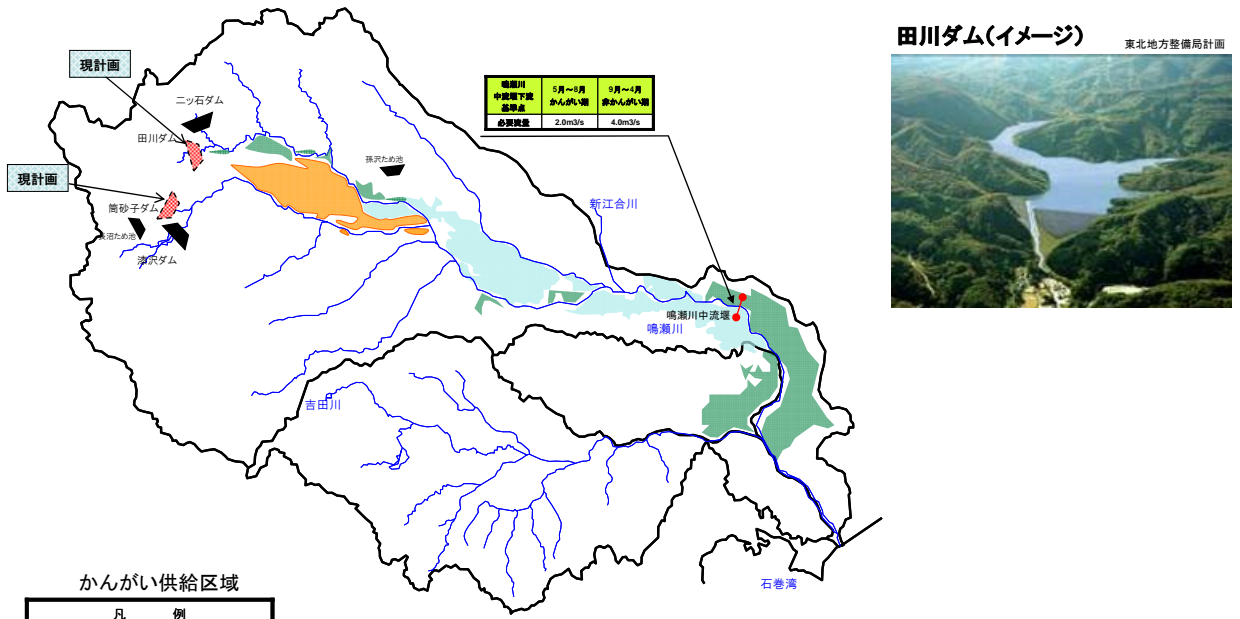 田川ダム(イメージ)
東北地方整備局計画
現計画
二ッ石ダム
田川ダム
現計画
筒砂子ダム
漆沢ダム
孫沢ため池
鳴瀬川
中流堰下流
基準点
5月~8月
かんがい期
9月~4月
非かんがい期
必要流量
2.0m3/s
4.0m3/s
新江合川
鳴瀬川中流堰
鳴瀬川
吉田川
石巻湾
かんがい供給区域
凡 例